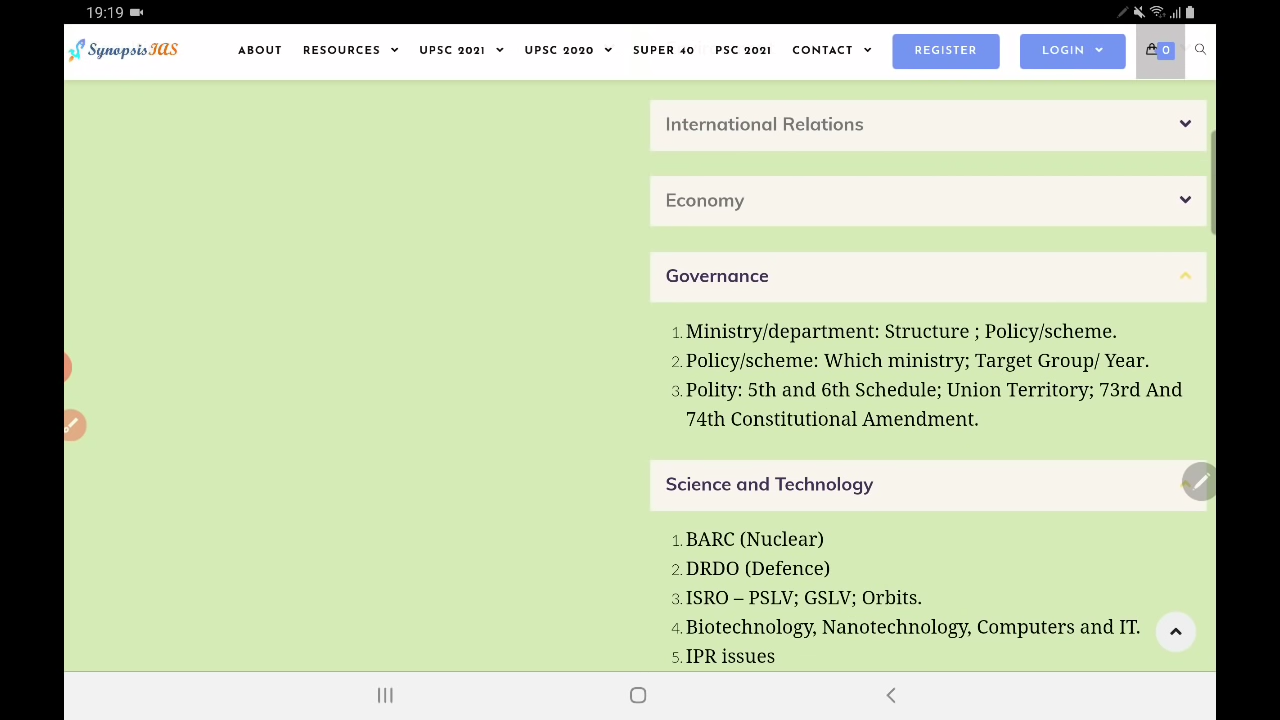 19:19
SynopsisIAS
ABOUT RESOURCES UPSC 2021 UPSC 2020 SUPER 40 PSC 2021 CONTACT REGISTER LOGIN 0
International Relations
Economy
Governance
1. Ministry/department: Structure ; Policy/scheme.
2. Policy/scheme: Which ministry; Target Group/ Year.
3. Polity: 5th and 6th Schedule; Union Territory; 73rd And
74th Constitutional Amendment.
Science and Technology
1. BARC (Nuclear)
2. DRDO (Defence)
3. ISRO – PSLV; GSLV; Orbits.
4. Biotechnology, Nanotechnology, Computers and IT.
5. IPR issues